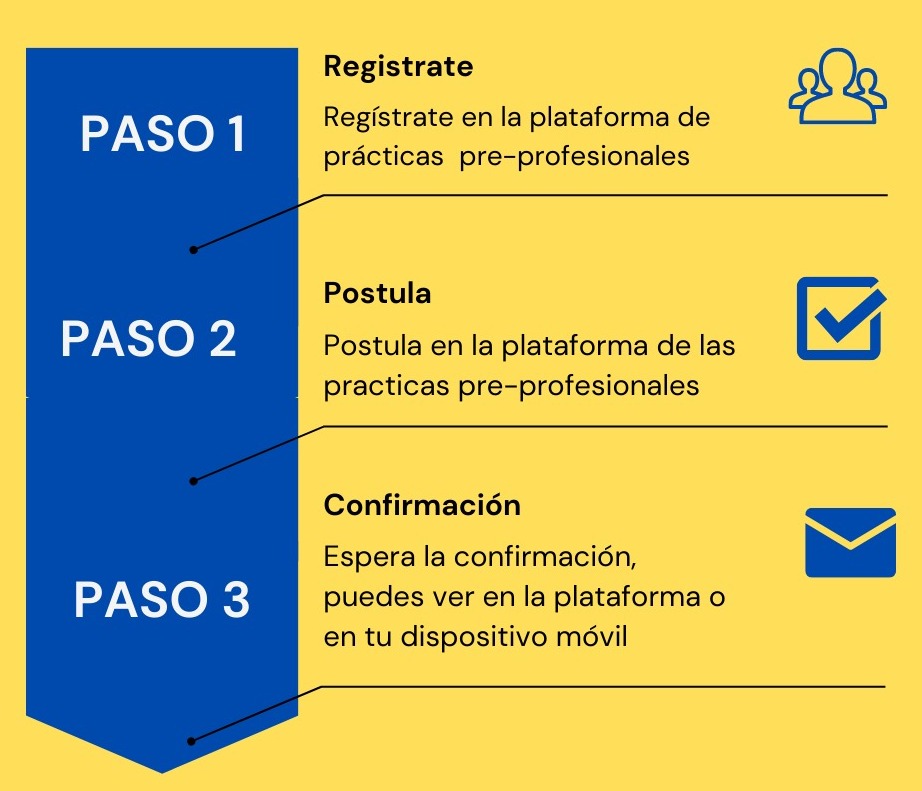 PASO 1
Registrate
Regístrate en la plataforma de
prácticas  pre-profesionales
PASO 2
Postula
Postula en la plataforma de las
practicas pre-profesionales
PASO 3
Confirmación
Espera la confirmación,
puedes ver en la plataforma o
en tu dispositivo móvil